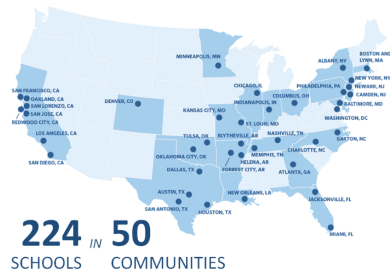 BOSTON AND
LYNN, MA
MINNEAPOLIS, MN
ALBANY, NY
NEW YORK, NY
CHICAGO, IL
PHILADELPHIA, PA
NEWARK, NJ
SAN FRANCISCO, CA
OAKLAND, CA
COLUMBUS, OH
CAMDEN, NJ
DENVER, CO
INDIANAPOLIS, IN
BALTIMORE, MD
SAN LORENZO, CA
KANSAS CITY, MO
SAN JOSE, CA
WASHINGTON, DC
REDWOOD CITY, CA
ST. LOUIS, MO
TULSA, OK
BLYTHEVILLE, AR
NASHVILLE, TN
GASTON, NC
LOS ANGELES, CA
CHARLOTTE, NC
OKLAHOMA CITY, OK
MEMPHIS, TN
HELENA, AR
SAN DIEGO, CA
DALLAS, TX
FORREST CITY, AR
ATLANTA, GA
AUSTIN, TX
NEW ORLEANS, LA
JACKSONVILLE, FL
SAN ANTONIO, TX
HOUSTON, TX
MIAMI, FL
224 IN 50
SCHOOLS COMMUNITIES